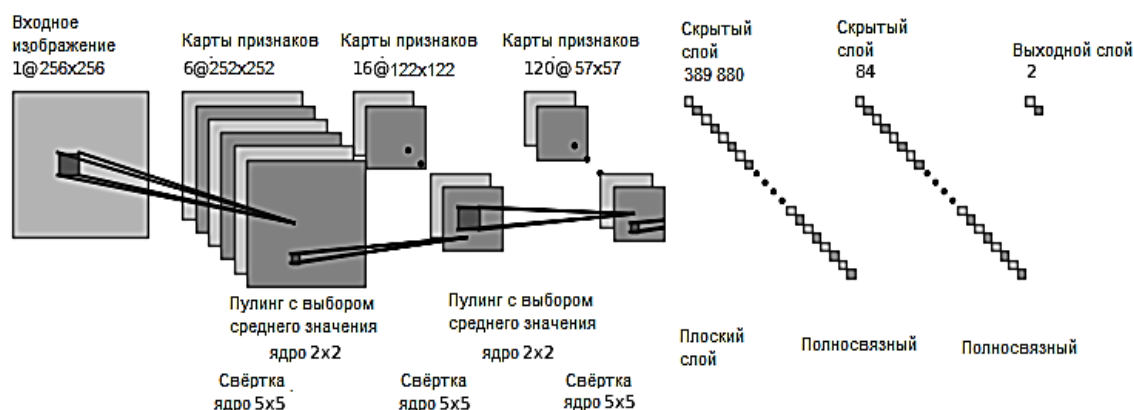 Входное
изображение
1@256x256
Карты признаков
6@252x252
Карты признаков
16@122x122
Карты признаков
120@57x57
Скрытый
слой
389 880
Скрытый
слой
84
Выходной слой
2
Пулинг с выбором
среднего значения
ядро 2x2
Пулинг с выбором
среднего значения
ядро 2x2
Свёртка
ядро 5x5
Свёртка
ядро 5x5
Свёртка
ядро 5x5
Плоский
слой
Полносвязный
Полносвязный